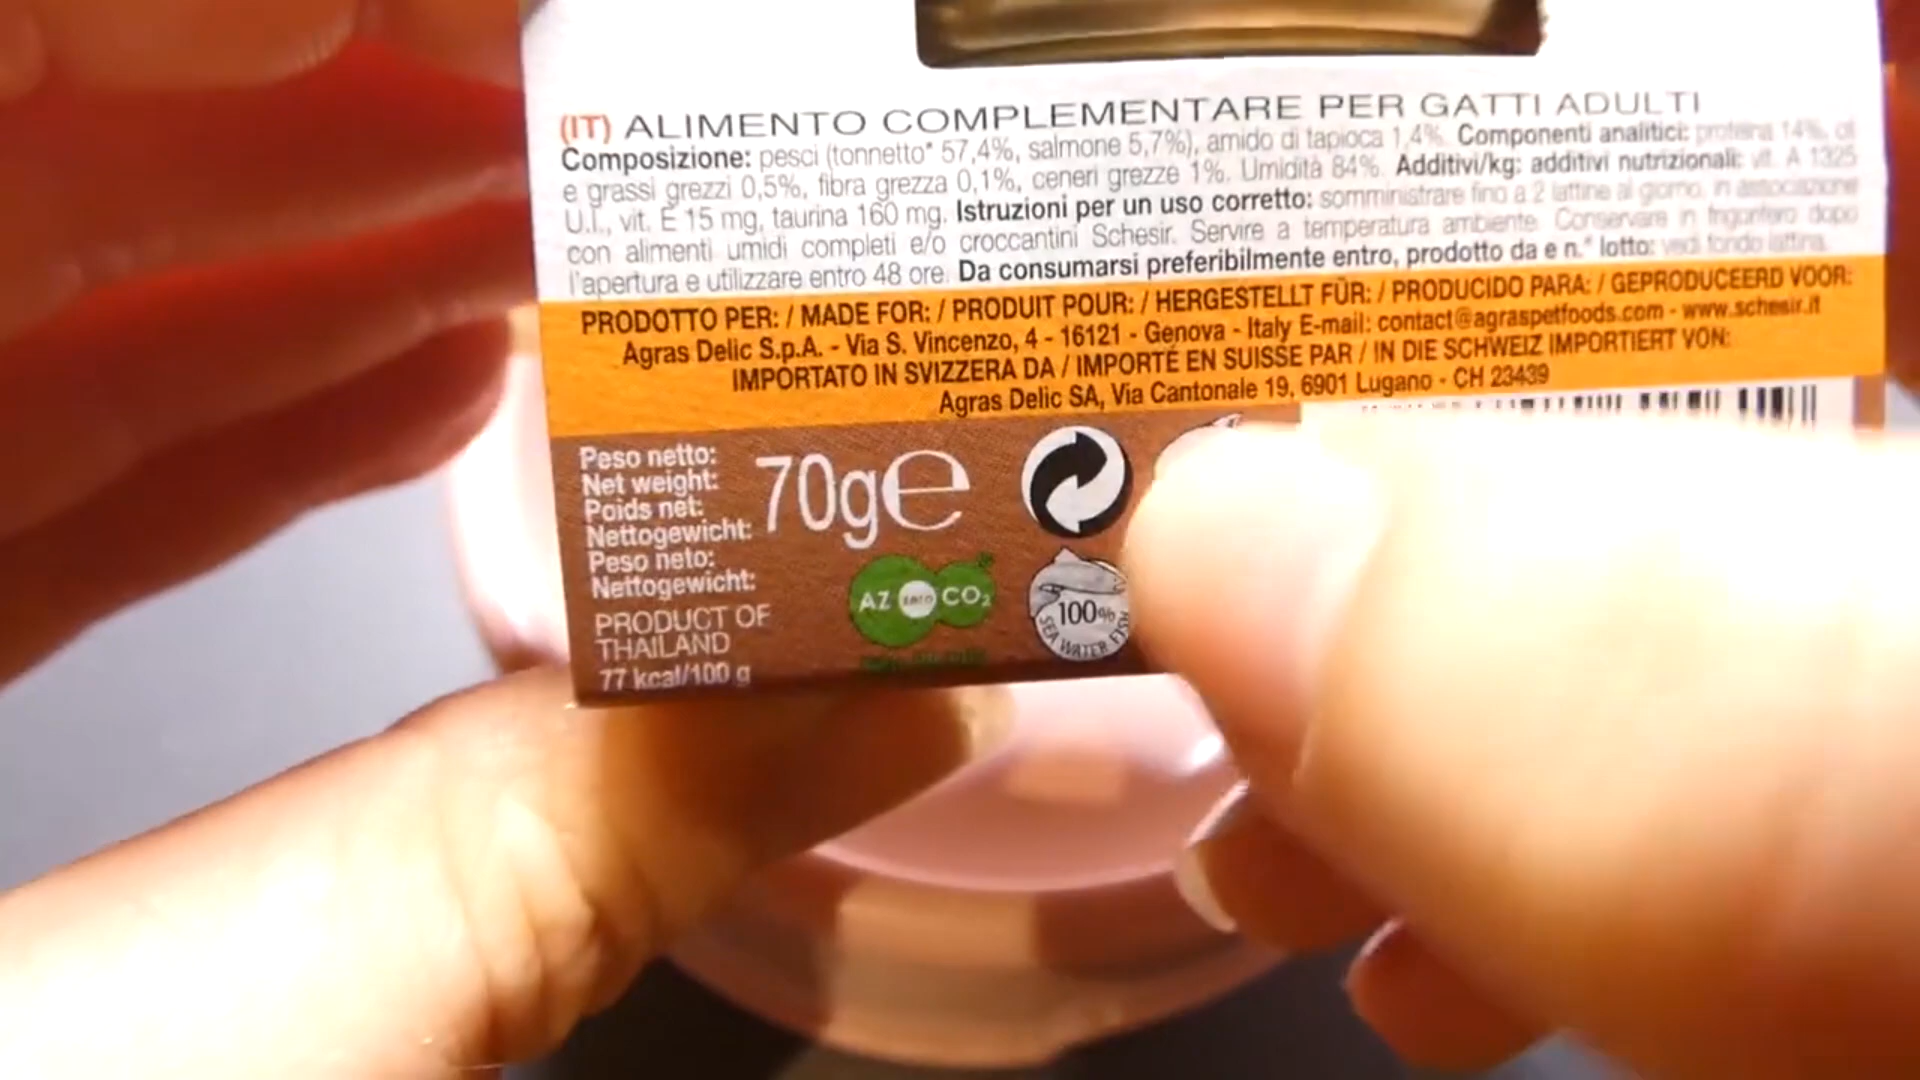 (IT) ALIMENTO COMPLEMENTARE PER GATTI ADULTI
Composizione: pesci (tonnetto* 57,4%, salmone 5,7%), amido di tapioca 1,4%. Componenti analitici: proteina 14%, oli
e grassi grezzi 0,5%, fibra grezza 0,1%, ceneri grezze 1%. Umidità 84%. Additivi/kg: additivi nutrizionali: vit. A 1325
U.I., vit. E 15 mg, taurina 160 mg. Istruzioni per un uso corretto: somministrare fino a 2 lattine al giorno, in associazione
con alimenti umidi completi e/o croccantini Schesir. Servire a temperatura ambiente. Conservare in frigorifero dopo
l'apertura e utilizzare entro 48 ore. Da consumarsi preferibilmente entro, prodotto da e n.° lotto: vedi fondo lattina.
PRODOTTO PER: / MADE FOR: / PRODUIT POUR: / HERGESTELLT FÜR: / PRODUCIDO PARA: / GEPRODUCEERD VOOR:
Agras Delic S.p.A. - Via S. Vincenzo, 4 - 16121 - Genova - Italy E-mail: contact@agraspetfoods.com - www.schesir.it
IMPORTATO IN SVIZZERA DA / IMPORTÉ EN SUISSE PAR / IN DIE SCHWEIZ IMPORTIERT VON:
Agras Delic SA, Via Cantonale 19, 6901 Lugano - CH 23439
Peso netto:
Net weight:
Poids net:
Nettogewicht:
Peso neto:
Nettogewicht:
70g e
PRODUCT OF
THAILAND
77 kcal/100 g
AZ zero CO2
100%
SEA WATER FISH